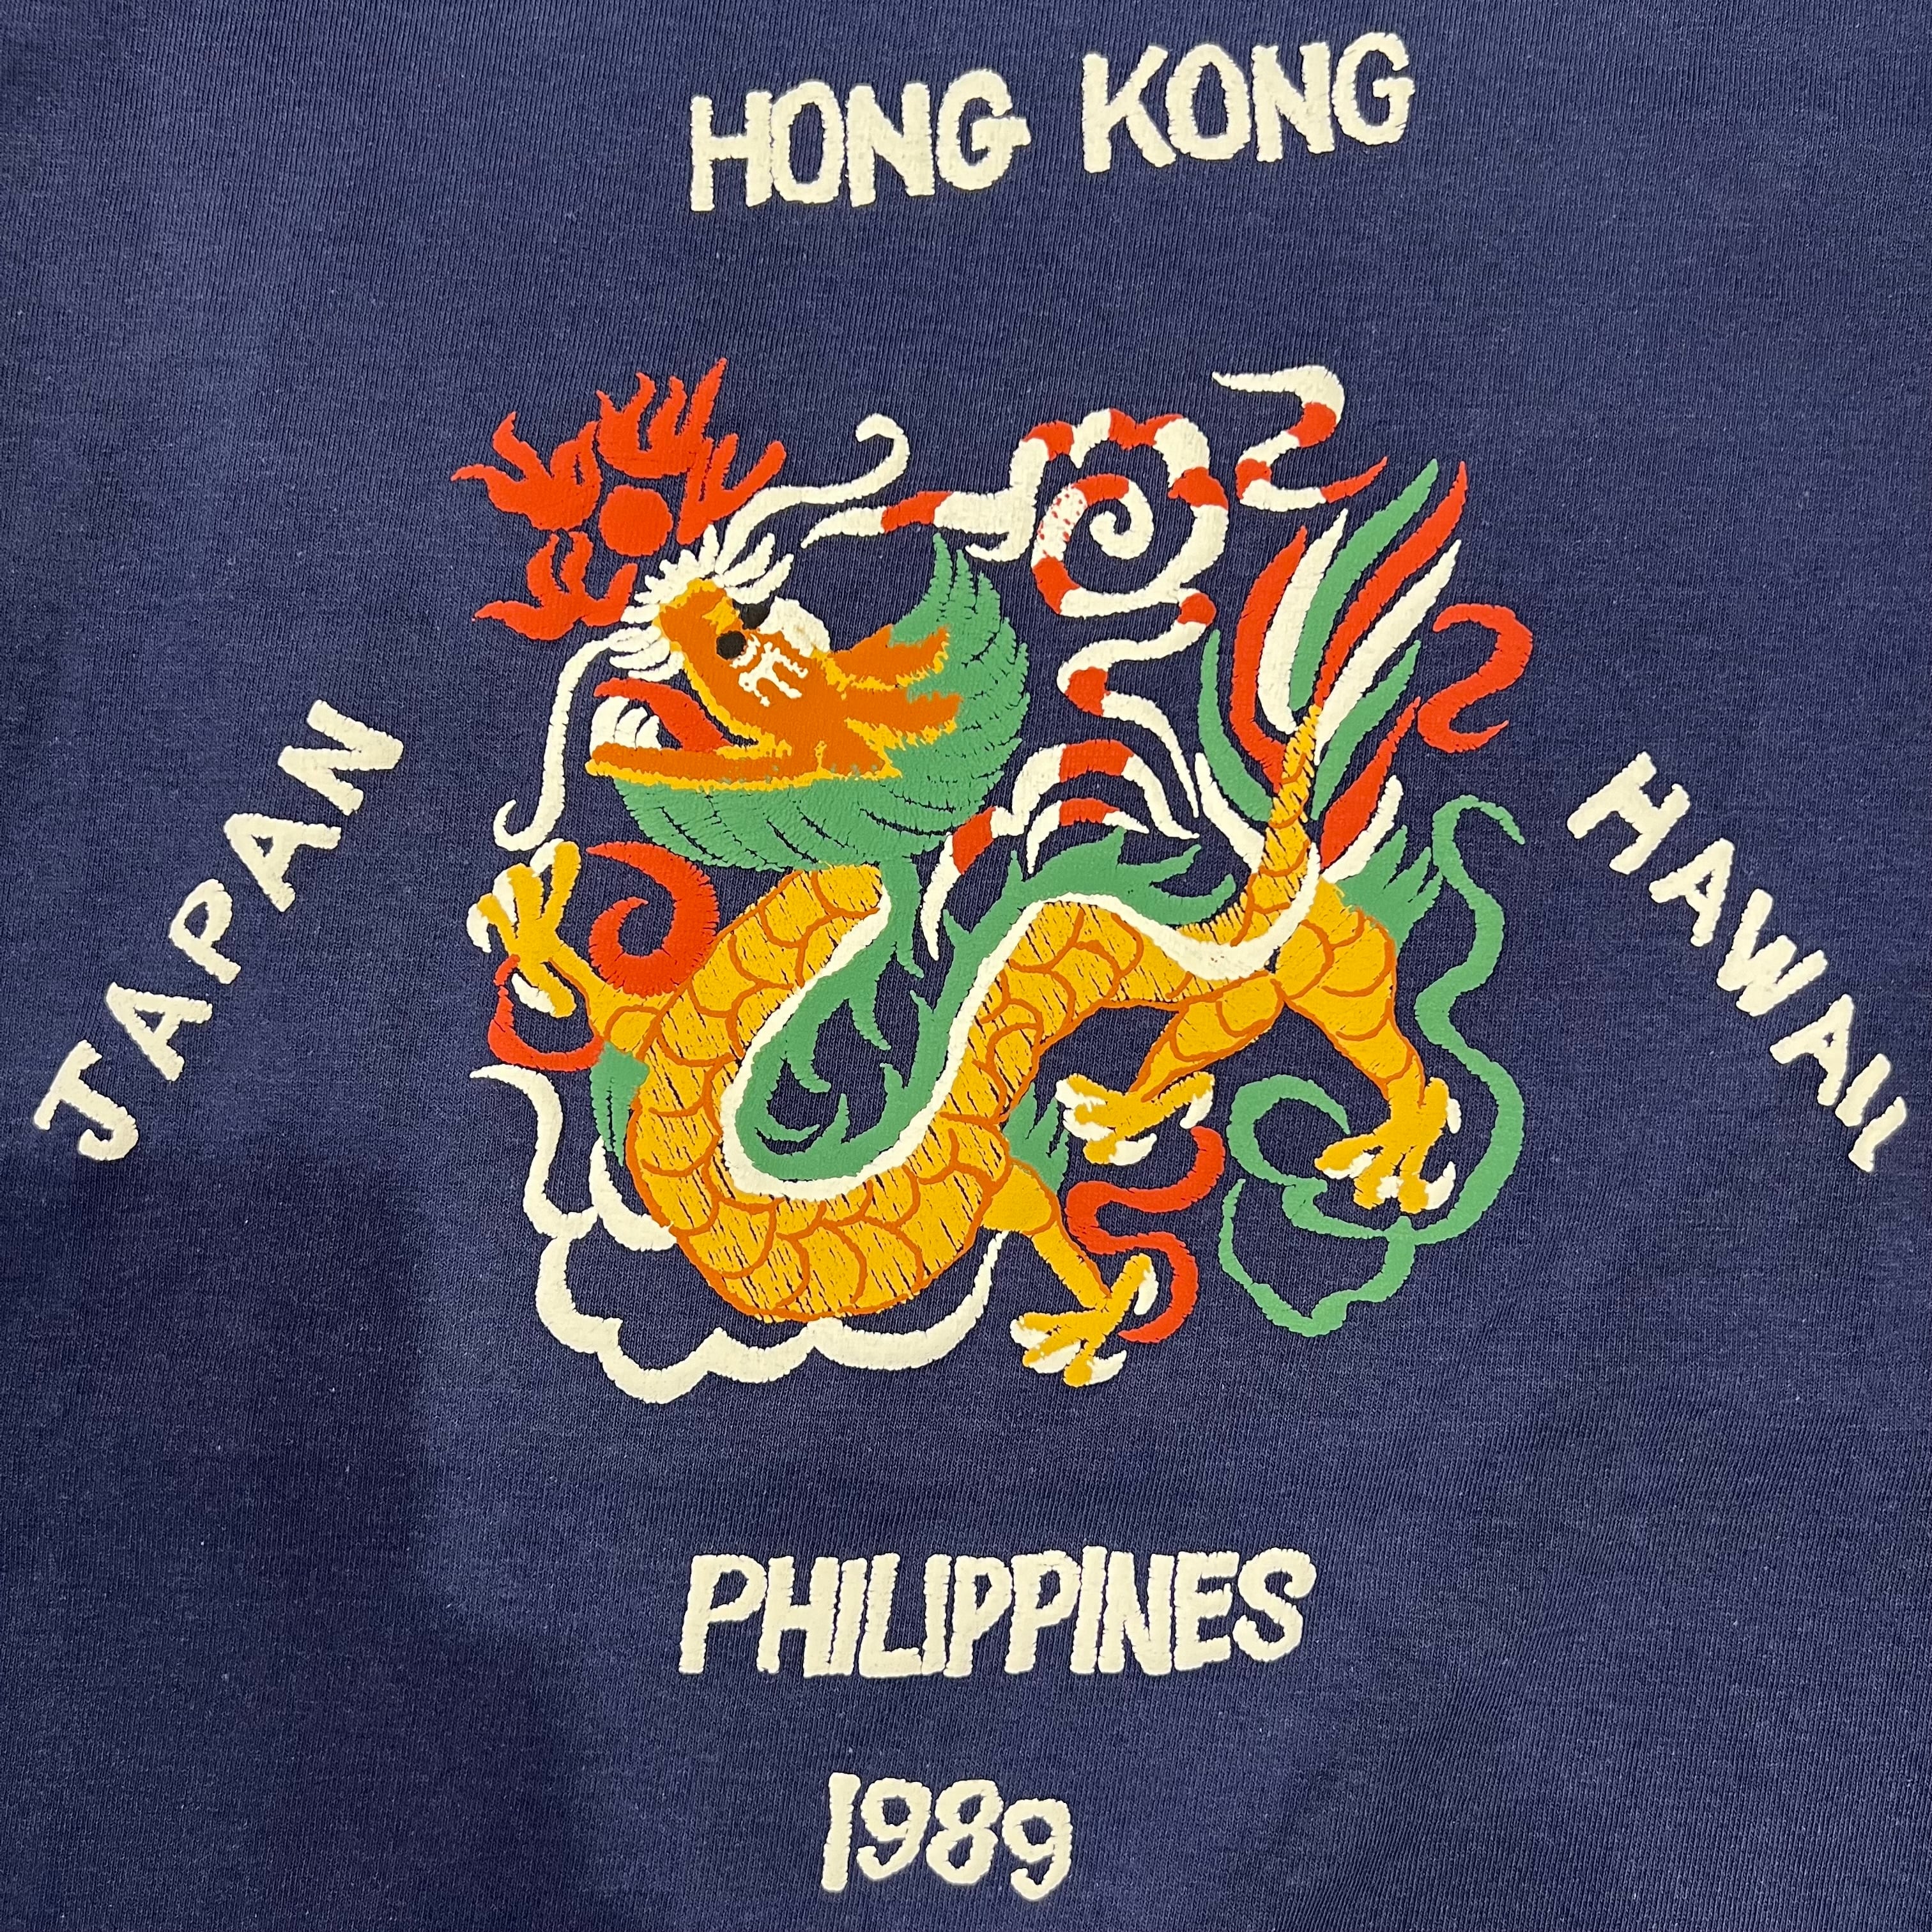 HONG KONG
JAPAN
HAWAII
PHILIPPINES
1989